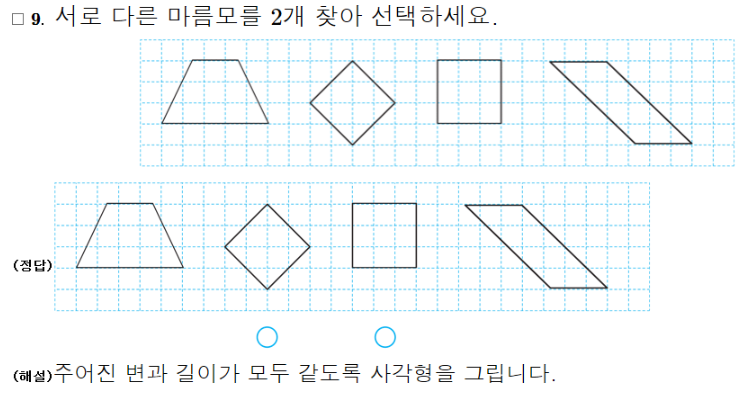 □ 9. 서로 다른 마름모를 2개 찾아 선택하세요.
(정답)
(해설)주어진 변과 길이가 모두 같도록 사각형을 그립니다.